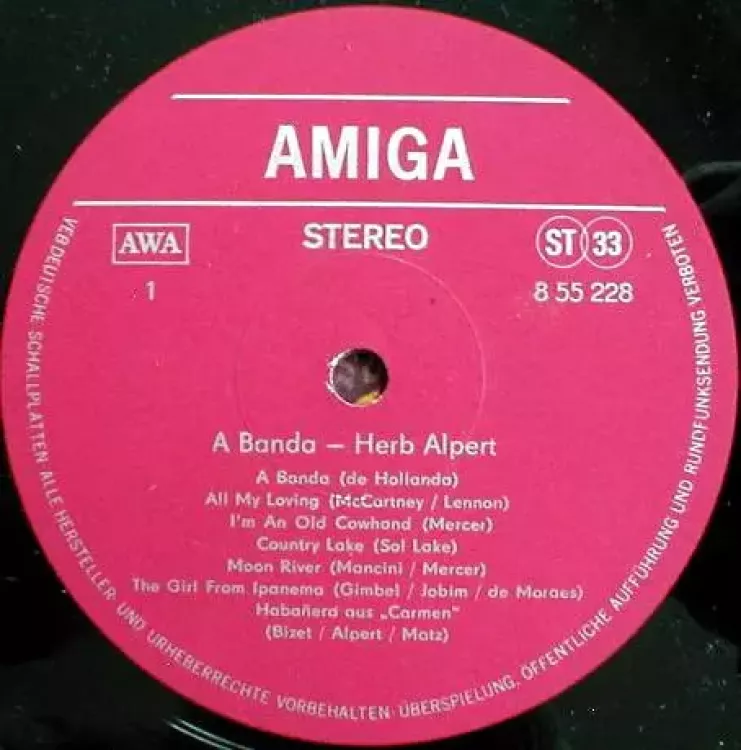 AMIGA
AWA
STEREO
ST 33
1
8 55 228
A Banda – Herb Alpert
A Banda (de Hollanda)
All My Loving (McCartney / Lennon)
I'm An Old Cowhand (Mercer)
Country Lake (Sol Lake)
Moon River (Mancini / Mercer)
The Girl From Ipanema (Gimbel / Jobim / de Moraes)
Habañera aus „Carmen“
(Bizet / Alpert / Matz)
VEB DEUTSCHE SCHALLPLATTEN ALLE HERSTELLER- UND URHEBERRECHTE VORBEHALTEN·ÜBERSPIELUNG, ÖFFENTLICHE AUFFÜHRUNG UND RUNDFUNKSENDUNG VERBOTEN